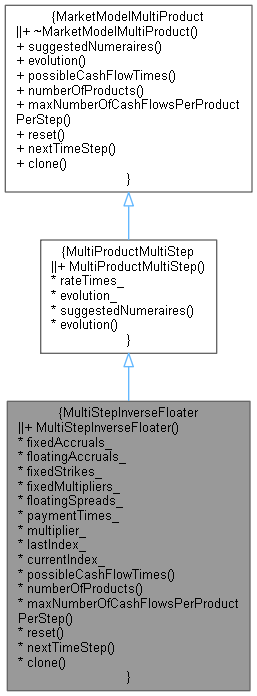 {MarketModelMultiProduct
||+ ~MarketModelMultiProduct()
+ suggestedNumeraires()
+ evolution()
+ possibleCashFlowTimes()
+ numberOfProducts()
+ maxNumberOfCashFlowsPerProduct
PerStep()
+ reset()
+ nextTimeStep()
+ clone()
}
{MultiProductMultiStep
||+ MultiProductMultiStep()
* rateTimes_
* evolution_
* suggestedNumeraires()
* evolution()
}
{MultiStepInverseFloater
||+ MultiStepInverseFloater()
* fixedAccruals_
* floatingAccruals_
* fixedStrikes_
* fixedMultipliers_
* floatingSpreads_
* paymentTimes_
* multiplier_
* lastIndex_
* currentIndex_
* possibleCashFlowTimes()
* numberOfProducts()
* maxNumberOfCashFlowsPerProduct
PerStep()
* reset()
* nextTimeStep()
* clone()
}